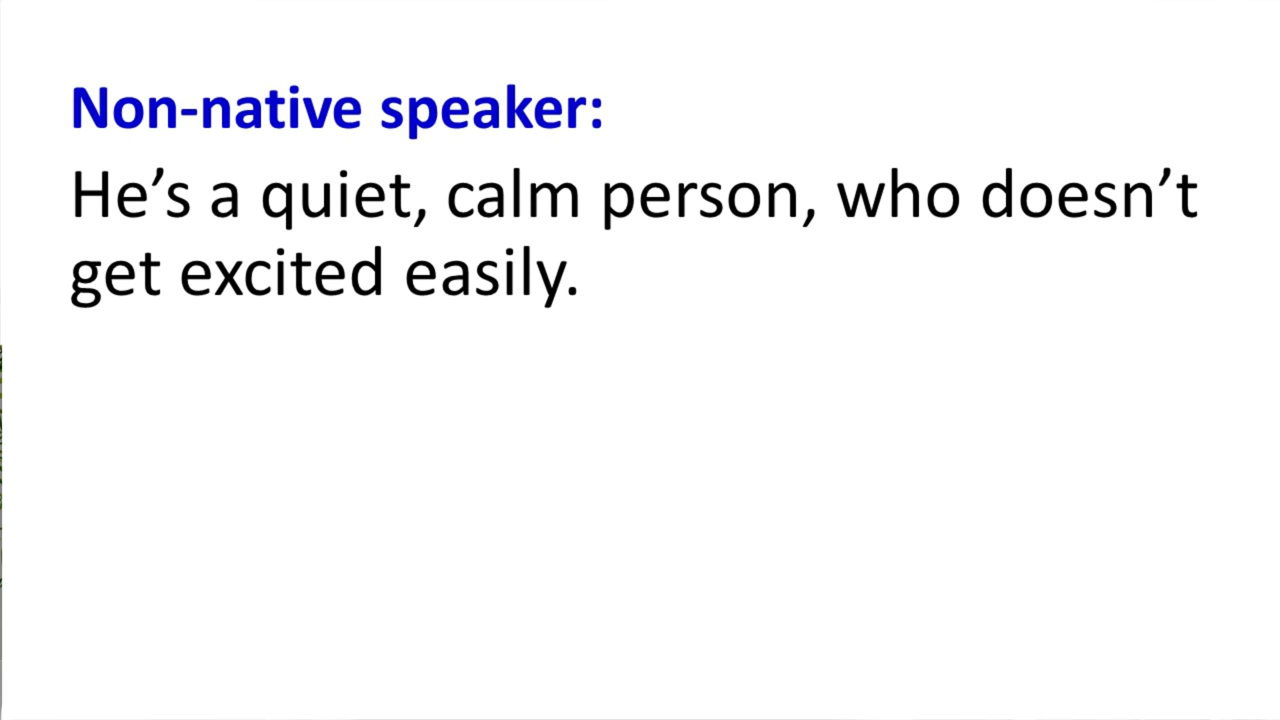 Non-native speaker:
He’s a quiet, calm person, who doesn’t
get excited easily.